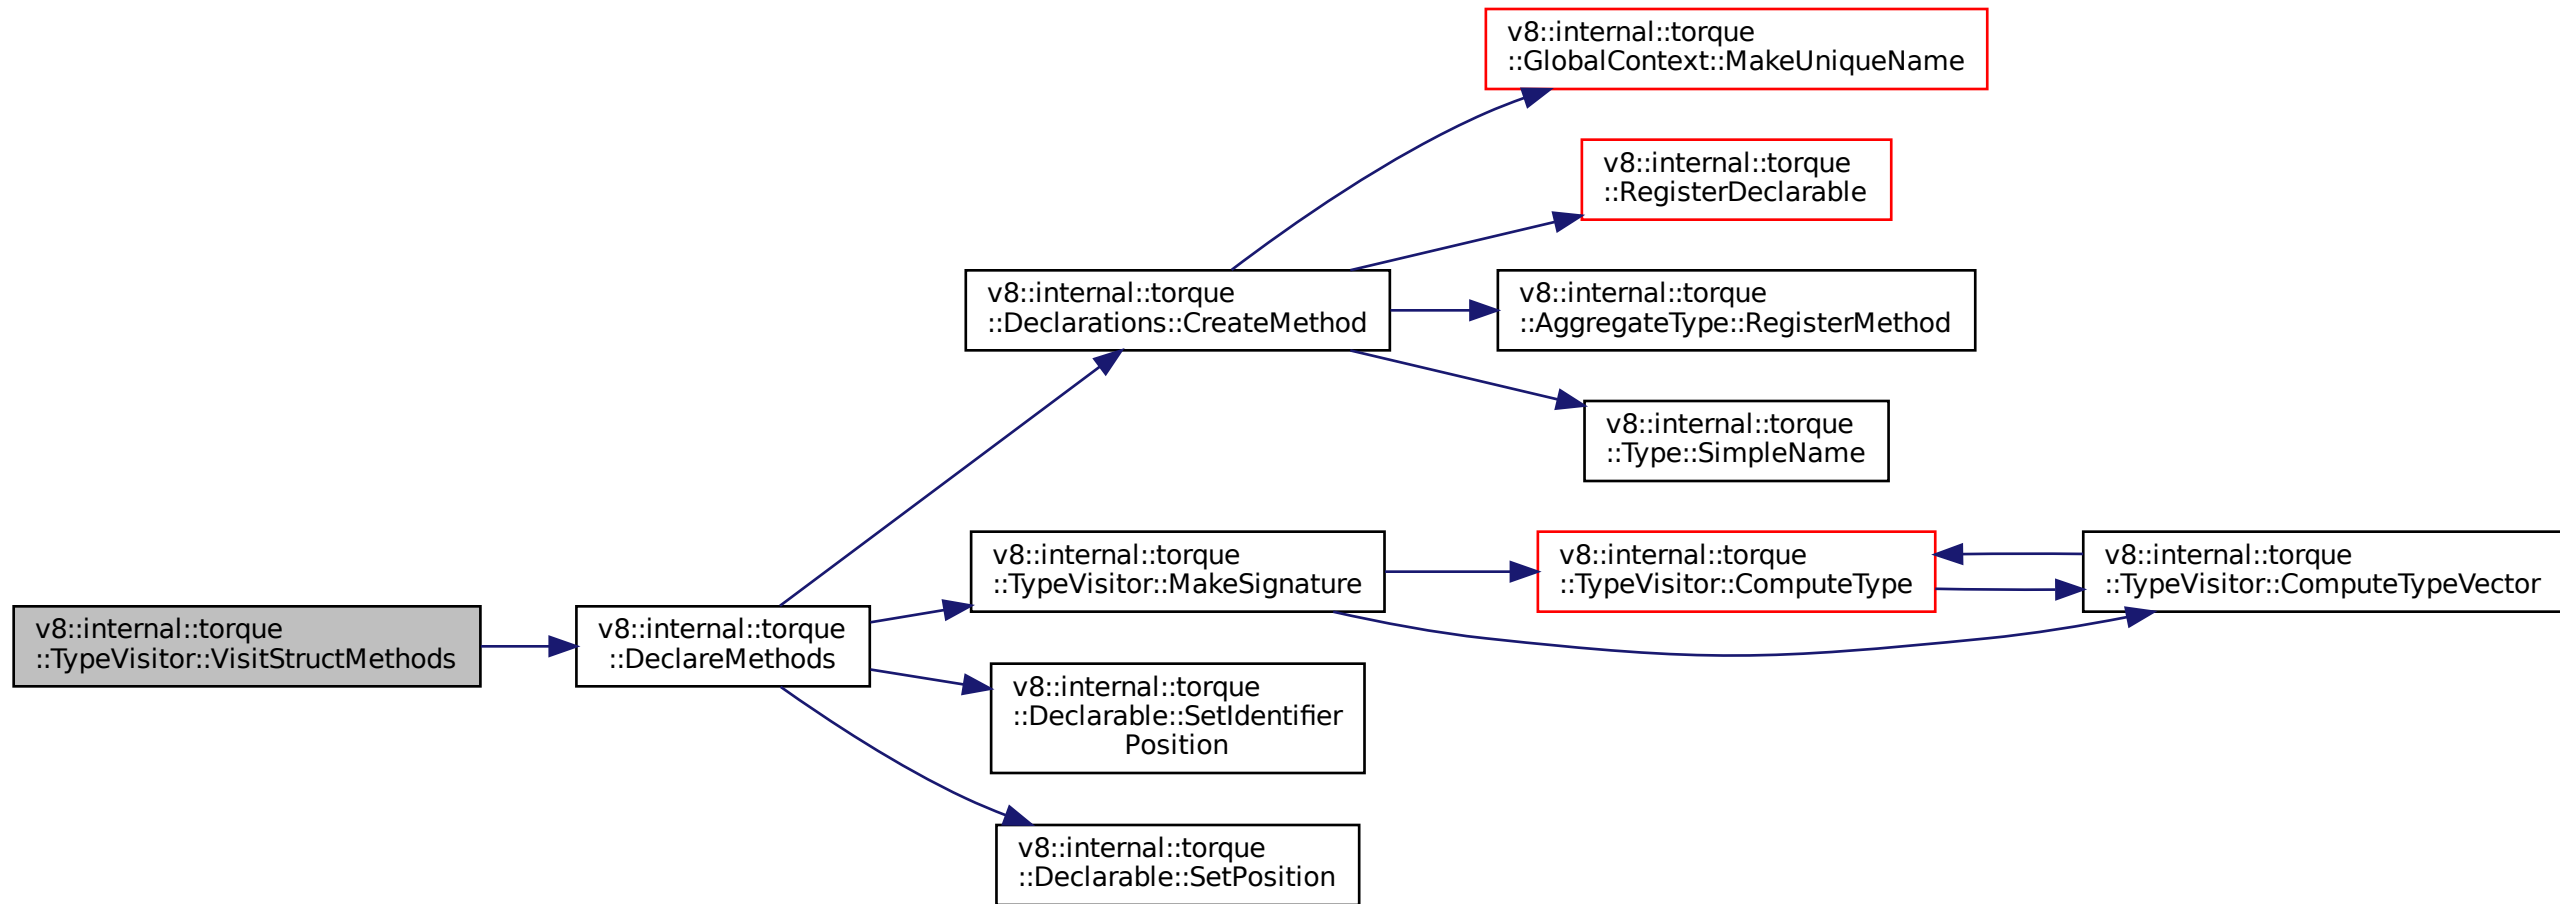 v8::internal::torque
::GlobalContext::MakeUniqueName
v8::internal::torque
::RegisterDeclarable
v8::internal::torque
::Declarations::CreateMethod
v8::internal::torque
::AggregateType::RegisterMethod
v8::internal::torque
::Type::SimpleName
v8::internal::torque
::TypeVisitor::MakeSignature
v8::internal::torque
::TypeVisitor::ComputeType
v8::internal::torque
::TypeVisitor::ComputeTypeVector
v8::internal::torque
::TypeVisitor::VisitStructMethods
v8::internal::torque
::DeclareMethods
v8::internal::torque
::Declarable::SetIdentifier
Position
v8::internal::torque
::Declarable::SetPosition